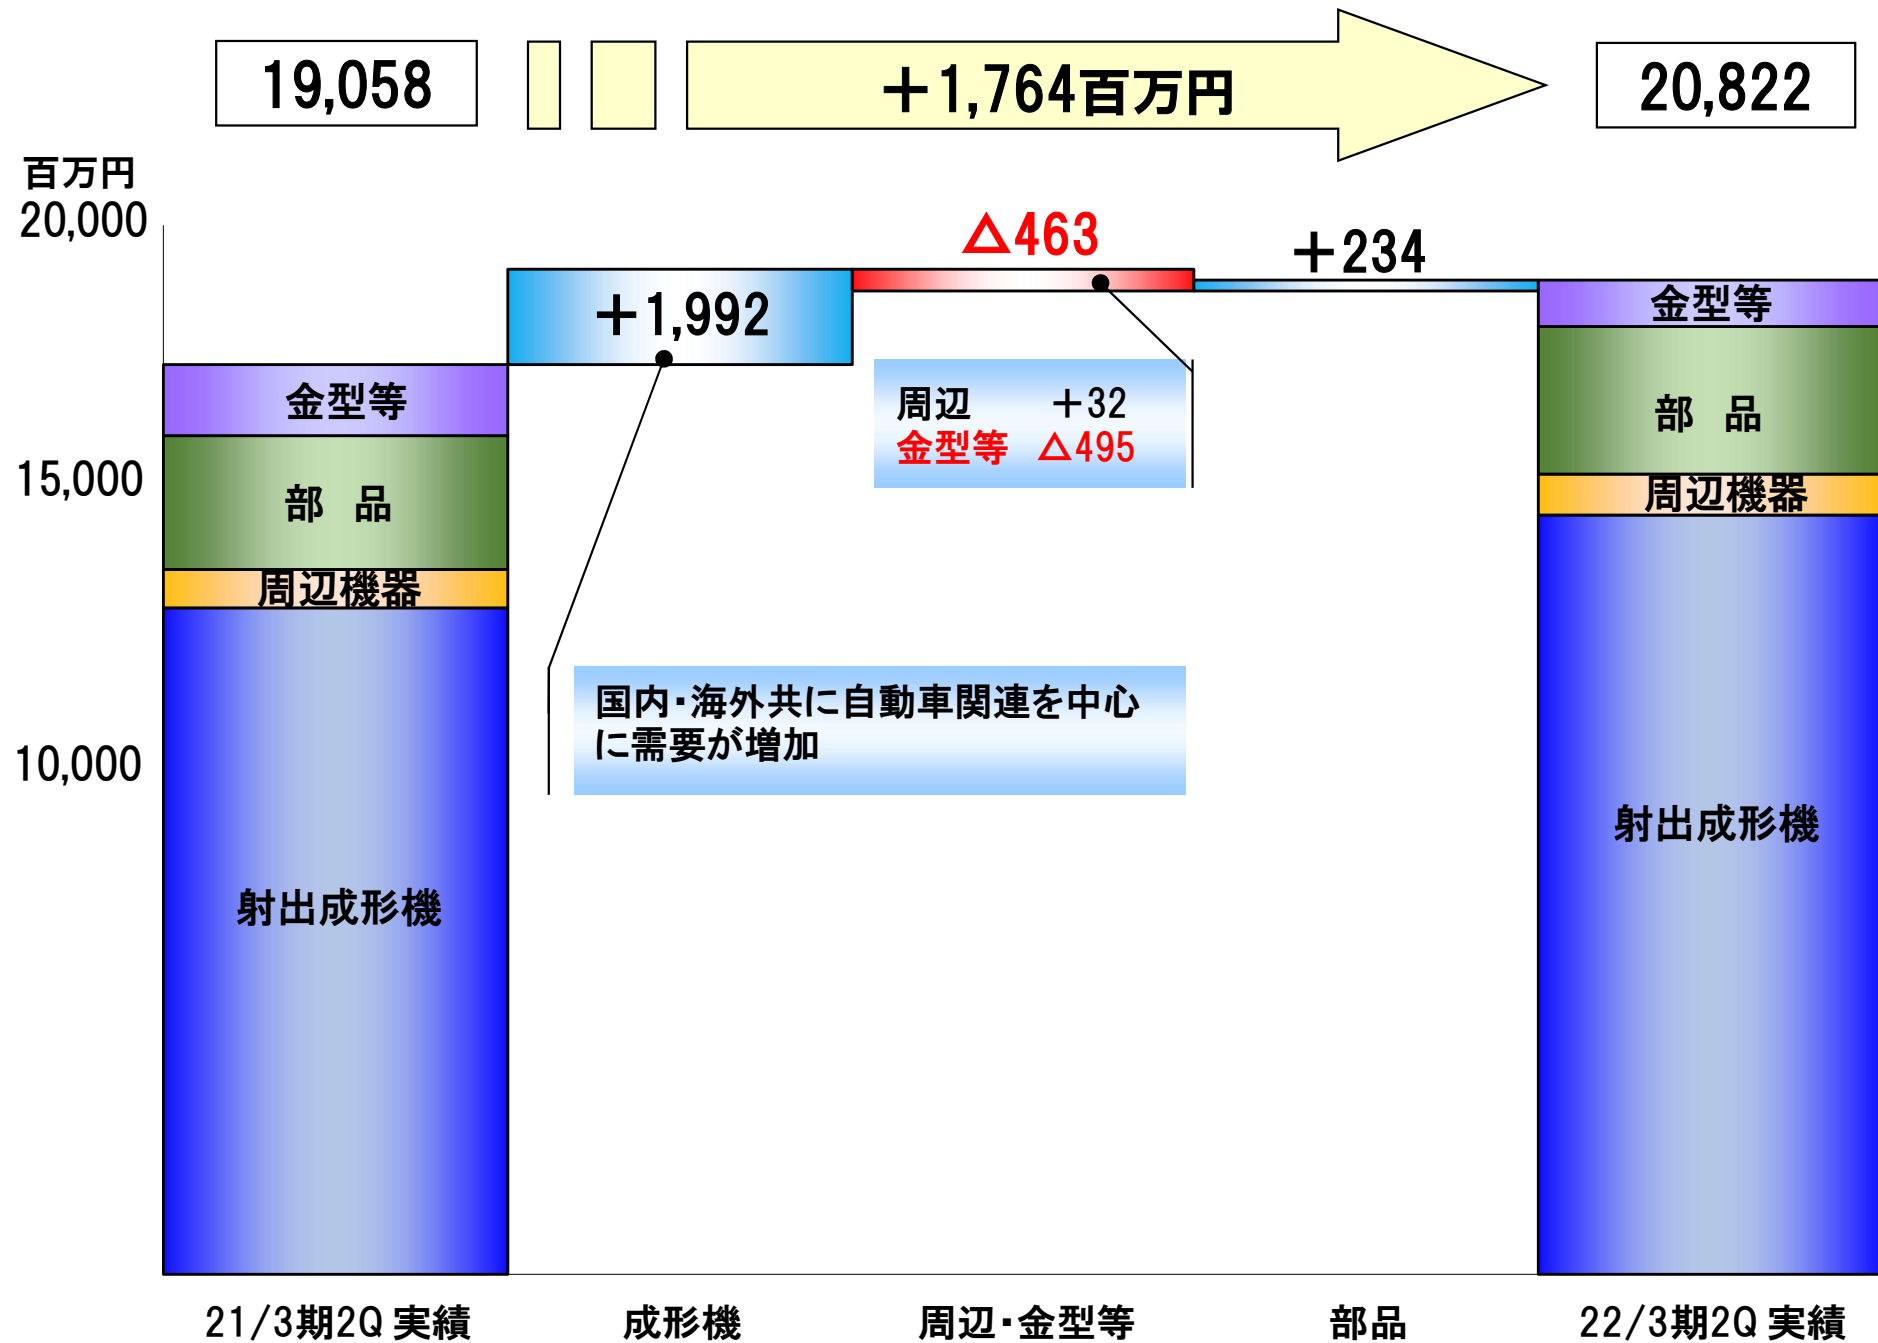 19,058
＋1,764百万円
20,822
百万円
20,000
15,000
10,000
＋1,992
△463
＋234
周辺 ＋32
金型等 △495
国内・海外共に自動車関連を中心
に需要が増加
金型等
部 品
周辺機器
射出成形機
金型等
部 品
周辺機器
射出成形機
21/3期2Q 実績
成形機
周辺・金型等
部品
22/3期2Q 実績